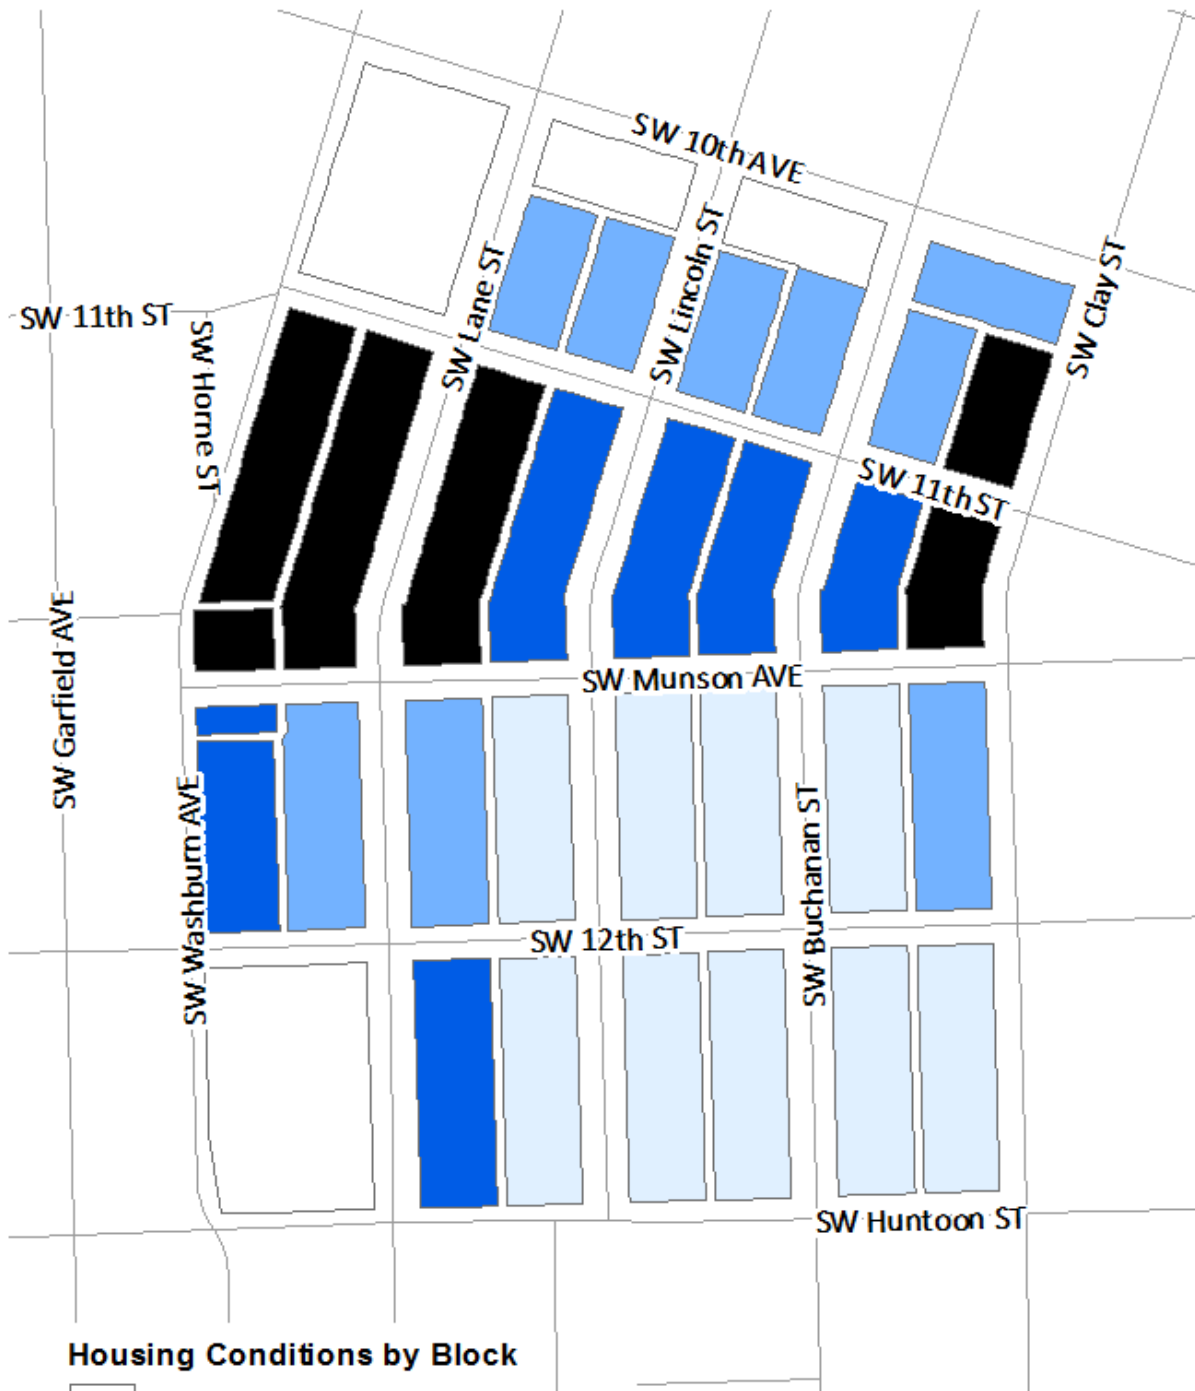 SW 10th AVE
SW Lincoln ST
SW Clay ST
SW Lane ST
SW 11th ST
SW Horne ST
SW 11th ST
SW Garfield AVE
SW Munson AVE
SW Washburn AVE
SW Buchanan ST
SW 12th ST
SW Huntoon ST
Housing Conditions by Block